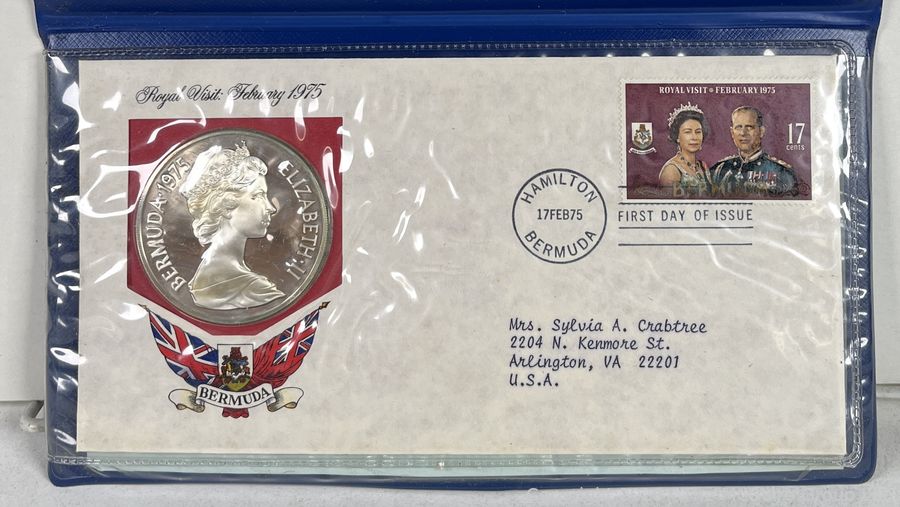 Royal Visit: February 1975
BERMUDA·1975
ELIZABETH·II
BERMUDA
ROYAL VISIT · FEBRUARY 1975
17
cents
BERMUDA
HAMILTON
17FEB75
BERMUDA
FIRST DAY OF ISSUE
Mrs. Sylvia A. Crabtree
2204 N. Kenmore St.
Arlington, VA 22201
U.S.A.